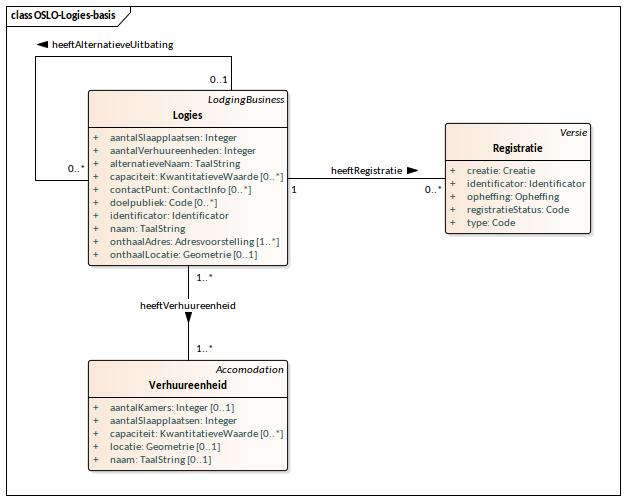 class OSLO-Logies-basis
heeftAlternatieveUitbating
0..1
0..*
LodgingBusiness
Logies
+ aantalSlaapplaatsen: Integer
+ aantalVerhuureenheden: Integer
+ alternatieveNaam: TaalString
+ capaciteit: KwantitatieveWaarde [0..*]
+ contactPunt: ContactInfo [0..*]
+ doelpubliek: Code [0..*]
+ identificator: Identificator
+ naam: TaalString
+ onthaalAdres: Adresvoorstelling [1..*]
+ onthaalLocatie: Geometrie [0..1]
heeftRegistratie
1
0..*
Versie
Registratie
+ creatie: Creatie
+ identificator: Identificator
+ opheffing: Opheffing
+ registratieStatus: Code
+ type: Code
1..*
heeftVerhuureenheid
1..*
Accomodation
Verhuureenheid
+ aantalKamers: Integer [0..1]
+ aantalSlaapplaatsen: Integer
+ capaciteit: KwantitatieveWaarde [0..*]
+ locatie: Geometrie [0..1]
+ naam: TaalString [0..1]